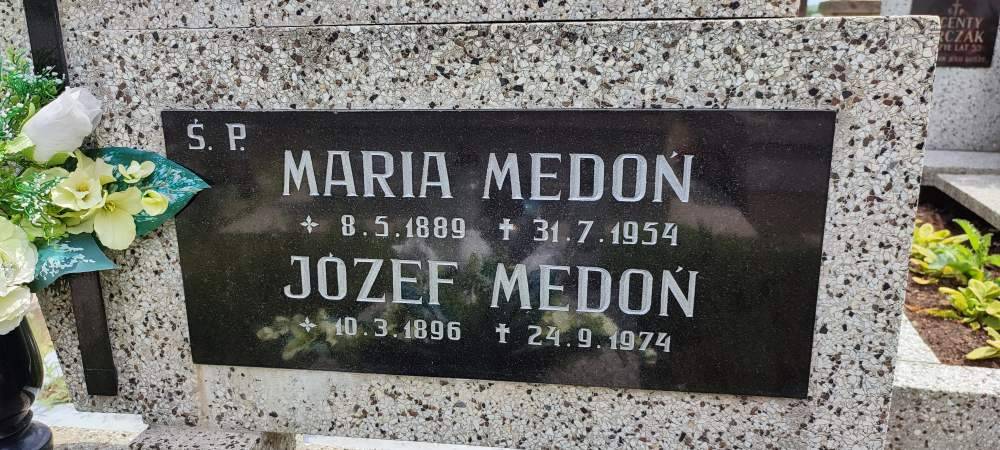 Ś. P.
MARIA MEDOŃ
✦ 8.5.1889 ✝ 31.7.1954
JÓZEF MEDOŃ
✦ 10.3.1896 ✝ 24.9.1974